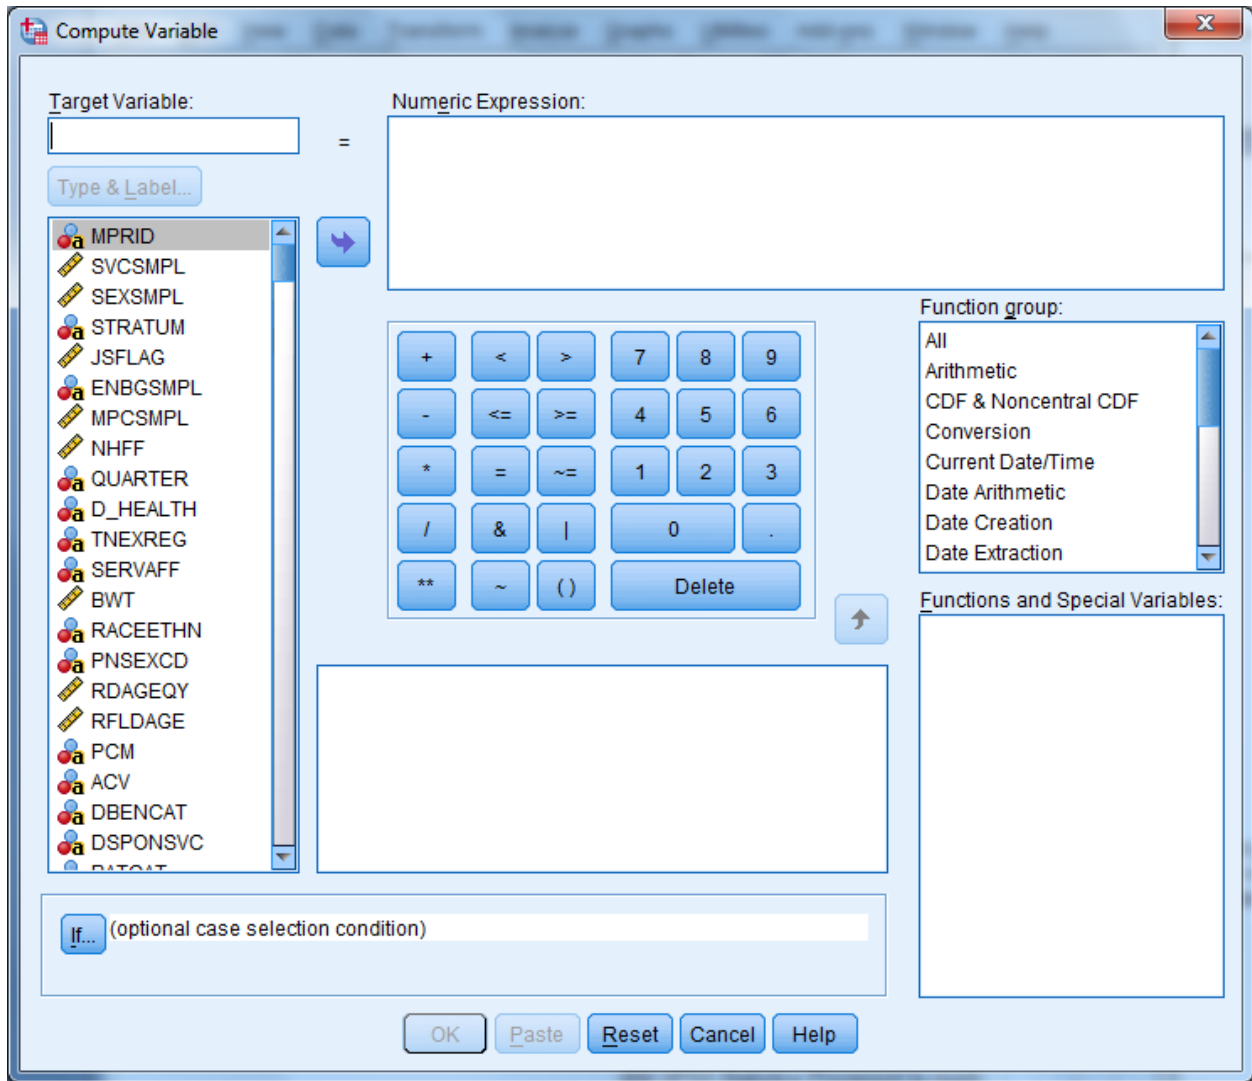 Compute Variable
Target Variable:
Numeric Expression:
=
Type & Label...
MPRID
SVCSMPL
SEXSMPL
STRATUM
JSFLAG
ENBGSMPL
MPCSMPL
NHFF
QUARTER
D_HEALTH
TNEXREG
SERVAFF
BWT
RACEETHN
PNSEXCD
RDAGEQY
RFLDAGE
PCM
ACV
DBENCAT
DSPONSVC
+ < > 7 8 9
- <= >= 4 5 6
* = ~= 1 2 3
/ & | 0 .
** ~ ( ) Delete
Function group:
All
Arithmetic
CDF & Noncentral CDF
Conversion
Current Date/Time
Date Arithmetic
Date Creation
Date Extraction
Functions and Special Variables:
If... (optional case selection condition)
OK Paste Reset Cancel Help